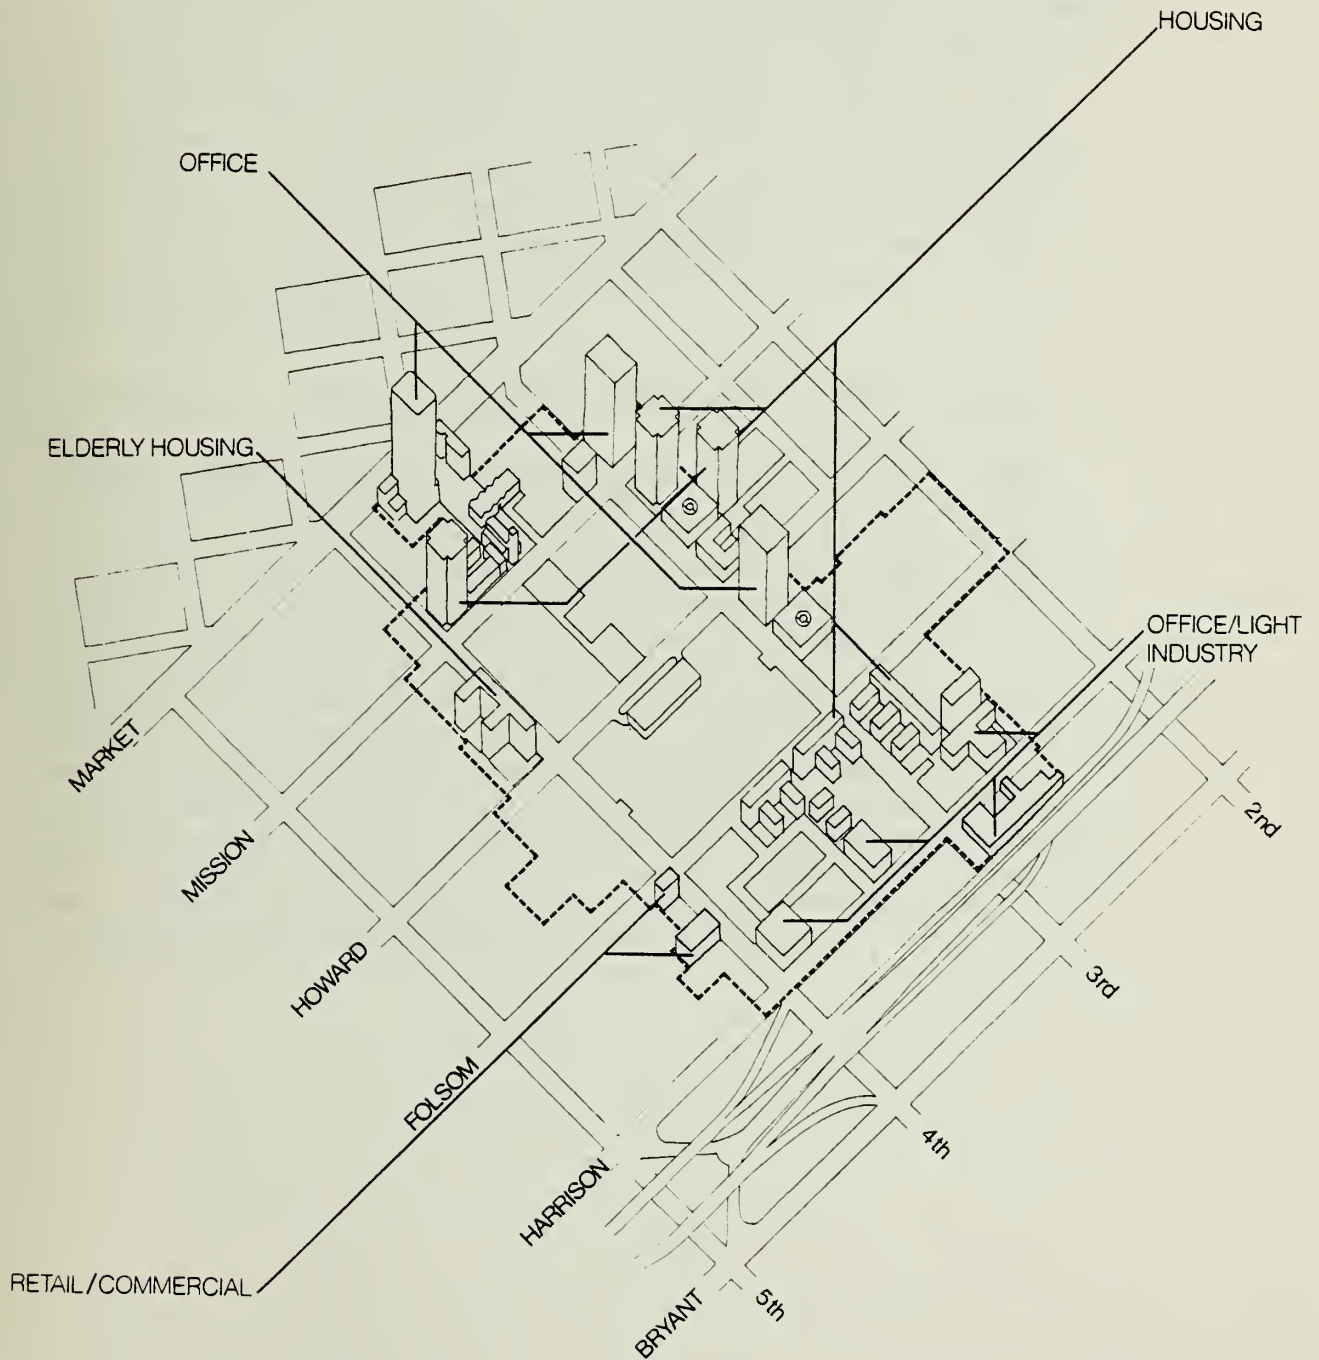 HOUSING
OFFICE
ELDERLY HOUSING
OFFICE/LIGHT
INDUSTRY
MARKET
2nd
MISSION
HOWARD
3rd
FOLSOM
4th
HARRISON
RETAIL/COMMERCIAL
5th
BRYANT